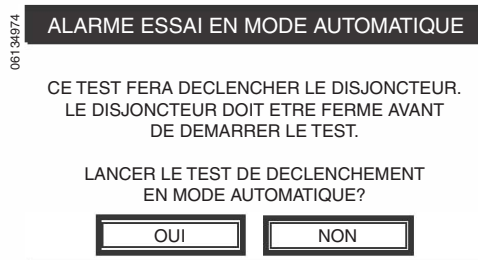 06134974
ALARME ESSAI EN MODE AUTOMATIQUE
CE TEST FERA DECLENCHER LE DISJONCTEUR.
LE DISJONCTEUR DOIT ETRE FERME AVANT
DE DEMARRER LE TEST.
LANCER LE TEST DE DECLENCHEMENT
EN MODE AUTOMATIQUE?
OUI
NON